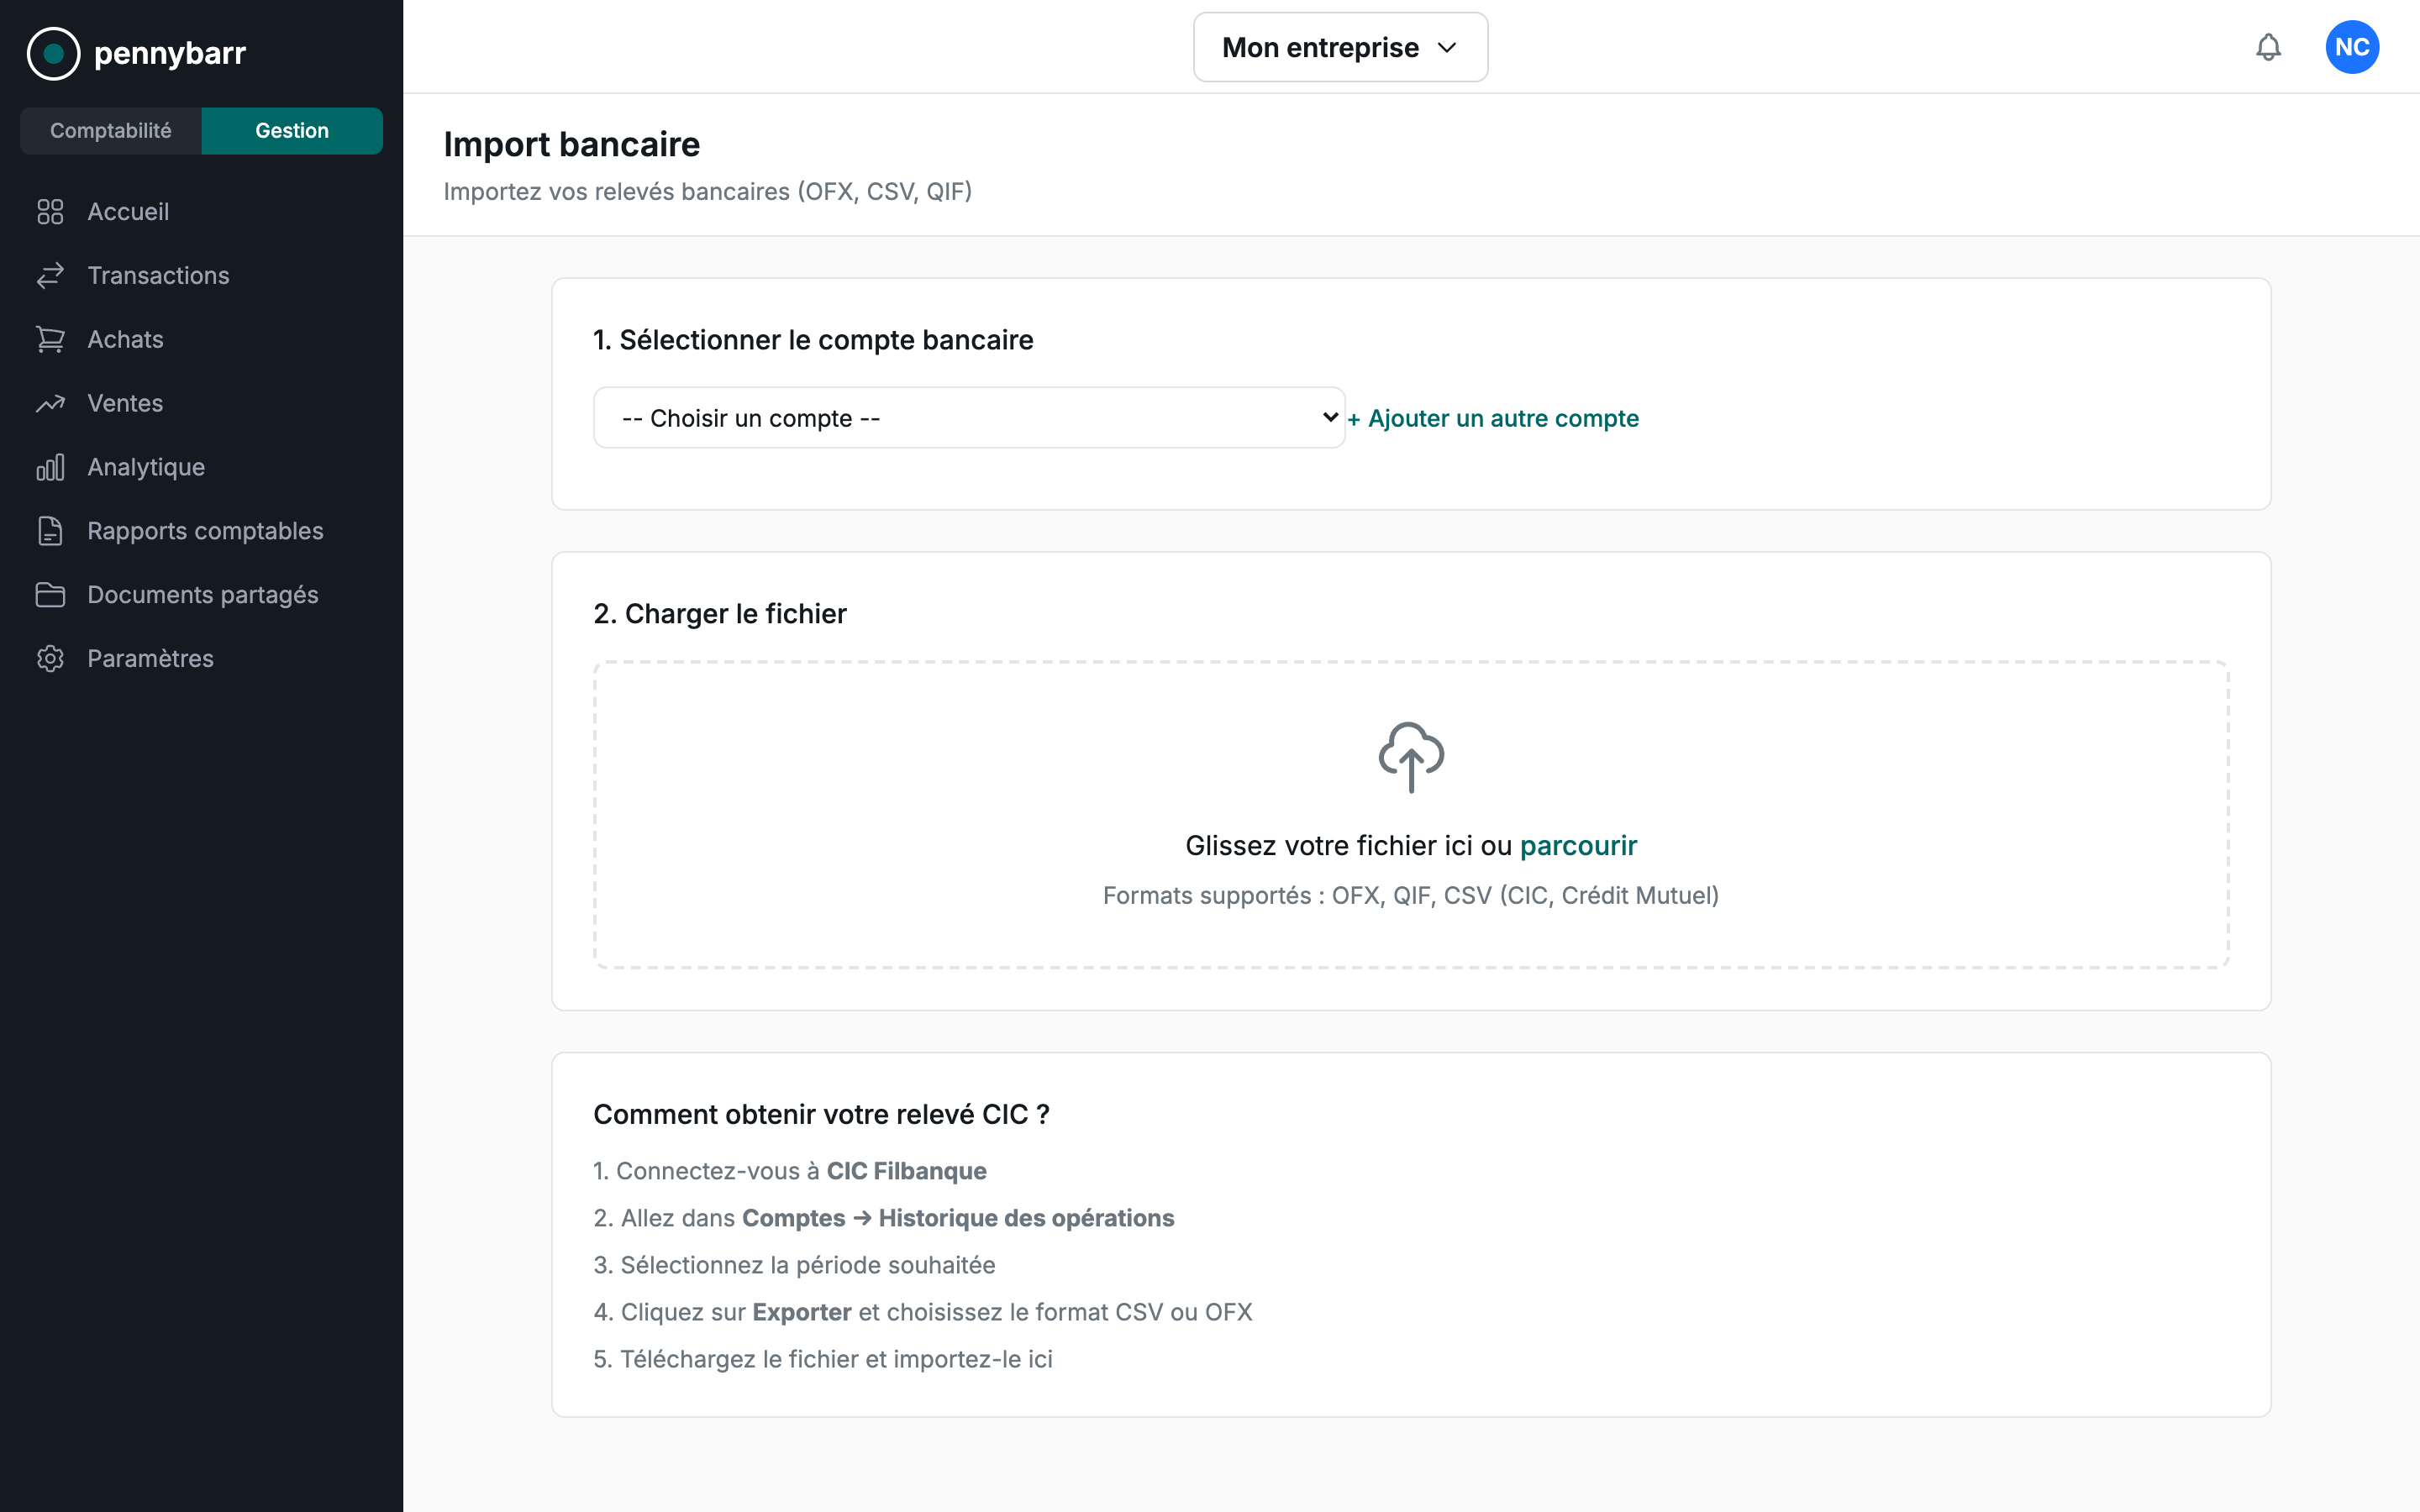 pennybarr
Comptabilité
Gestion
Accueil
Transactions
Achats
Ventes
Analytique
Rapports comptables
Documents partagés
Paramètres
Mon entreprise
NC
Import bancaire
Importez vos relevés bancaires (OFX, CSV, QIF)
1. Sélectionner le compte bancaire
-- Choisir un compte --
+ Ajouter un autre compte
2. Charger le fichier
Glissez votre fichier ici ou parcourir
Formats supportés : OFX, QIF, CSV (CIC, Crédit Mutuel)
Comment obtenir votre relevé CIC ?
1. Connectez-vous à CIC Filbanque
2. Allez dans Comptes → Historique des opérations
3. Sélectionnez la période souhaitée
4. Cliquez sur Exporter et choisissez le format CSV ou OFX
5. Téléchargez le fichier et importez-le ici